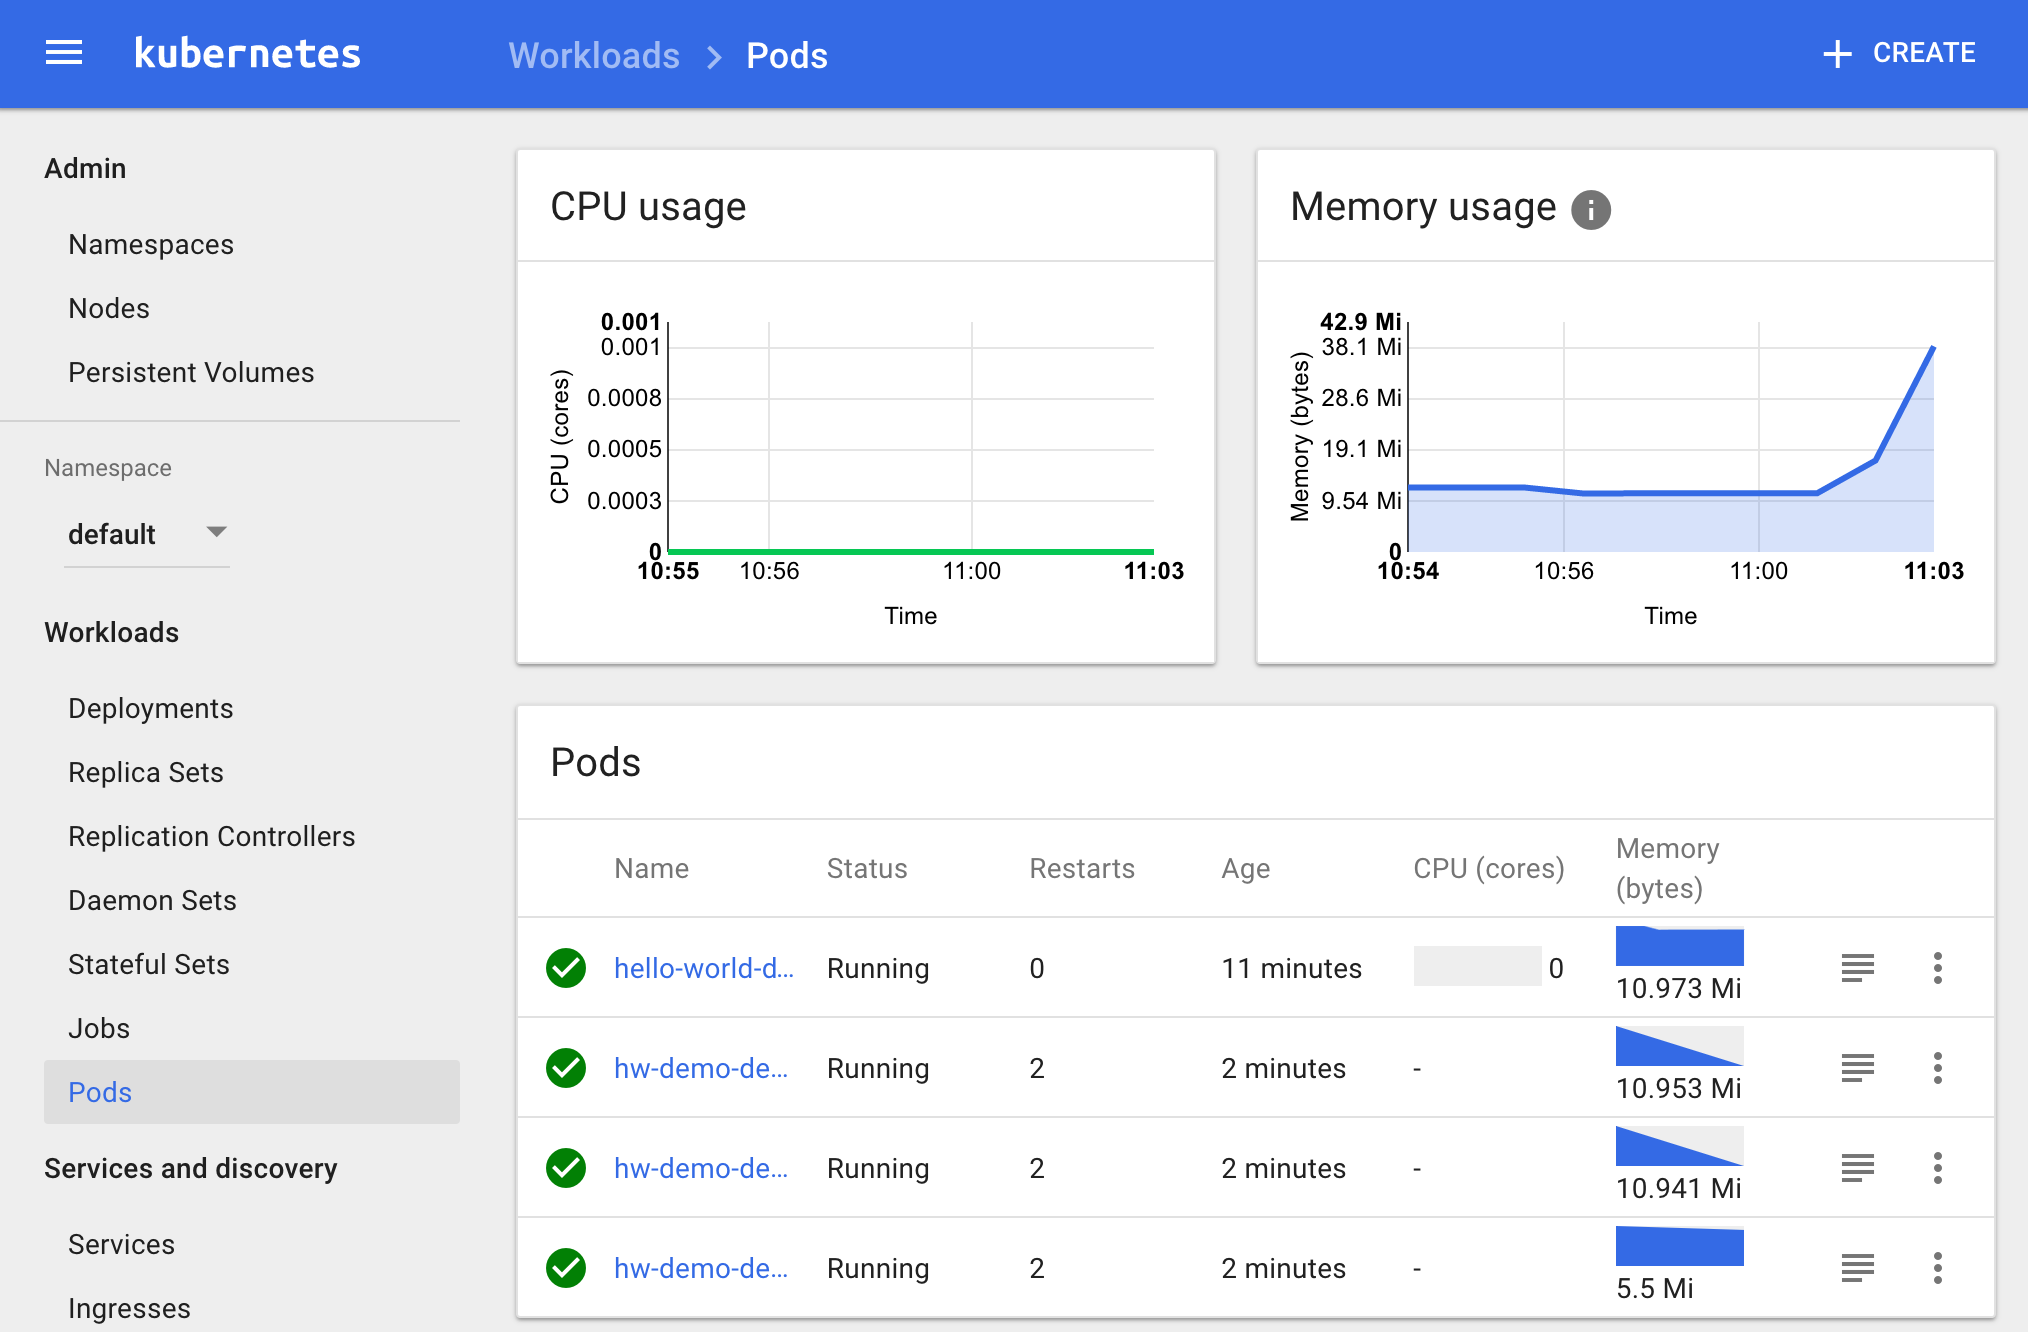 kubernetes
Workloads > Pods
+ CREATE
Admin
Namespaces
Nodes
Persistent Volumes
Namespace
default
Workloads
Deployments
Replica Sets
Replication Controllers
Daemon Sets
Stateful Sets
Jobs
Pods
Services and discovery
Services
Ingresses
CPU usage
CPU (cores)
0.001
0.001
0.0008
0.0005
0.0003
0
10:55 10:56 11:00 11:03
Time
Memory usage i
Memory (bytes)
42.9 Mi
38.1 Mi
28.6 Mi
19.1 Mi
9.54 Mi
0
10:54 10:56 11:00 11:03
Time
Pods
Name Status Restarts Age CPU (cores) Memory
(bytes)
hello-world-d... Running 0 11 minutes 0 10.973 Mi
hw-demo-de... Running 2 2 minutes - 10.953 Mi
hw-demo-de... Running 2 2 minutes - 10.941 Mi
hw-demo-de... Running 2 2 minutes - 5.5 Mi